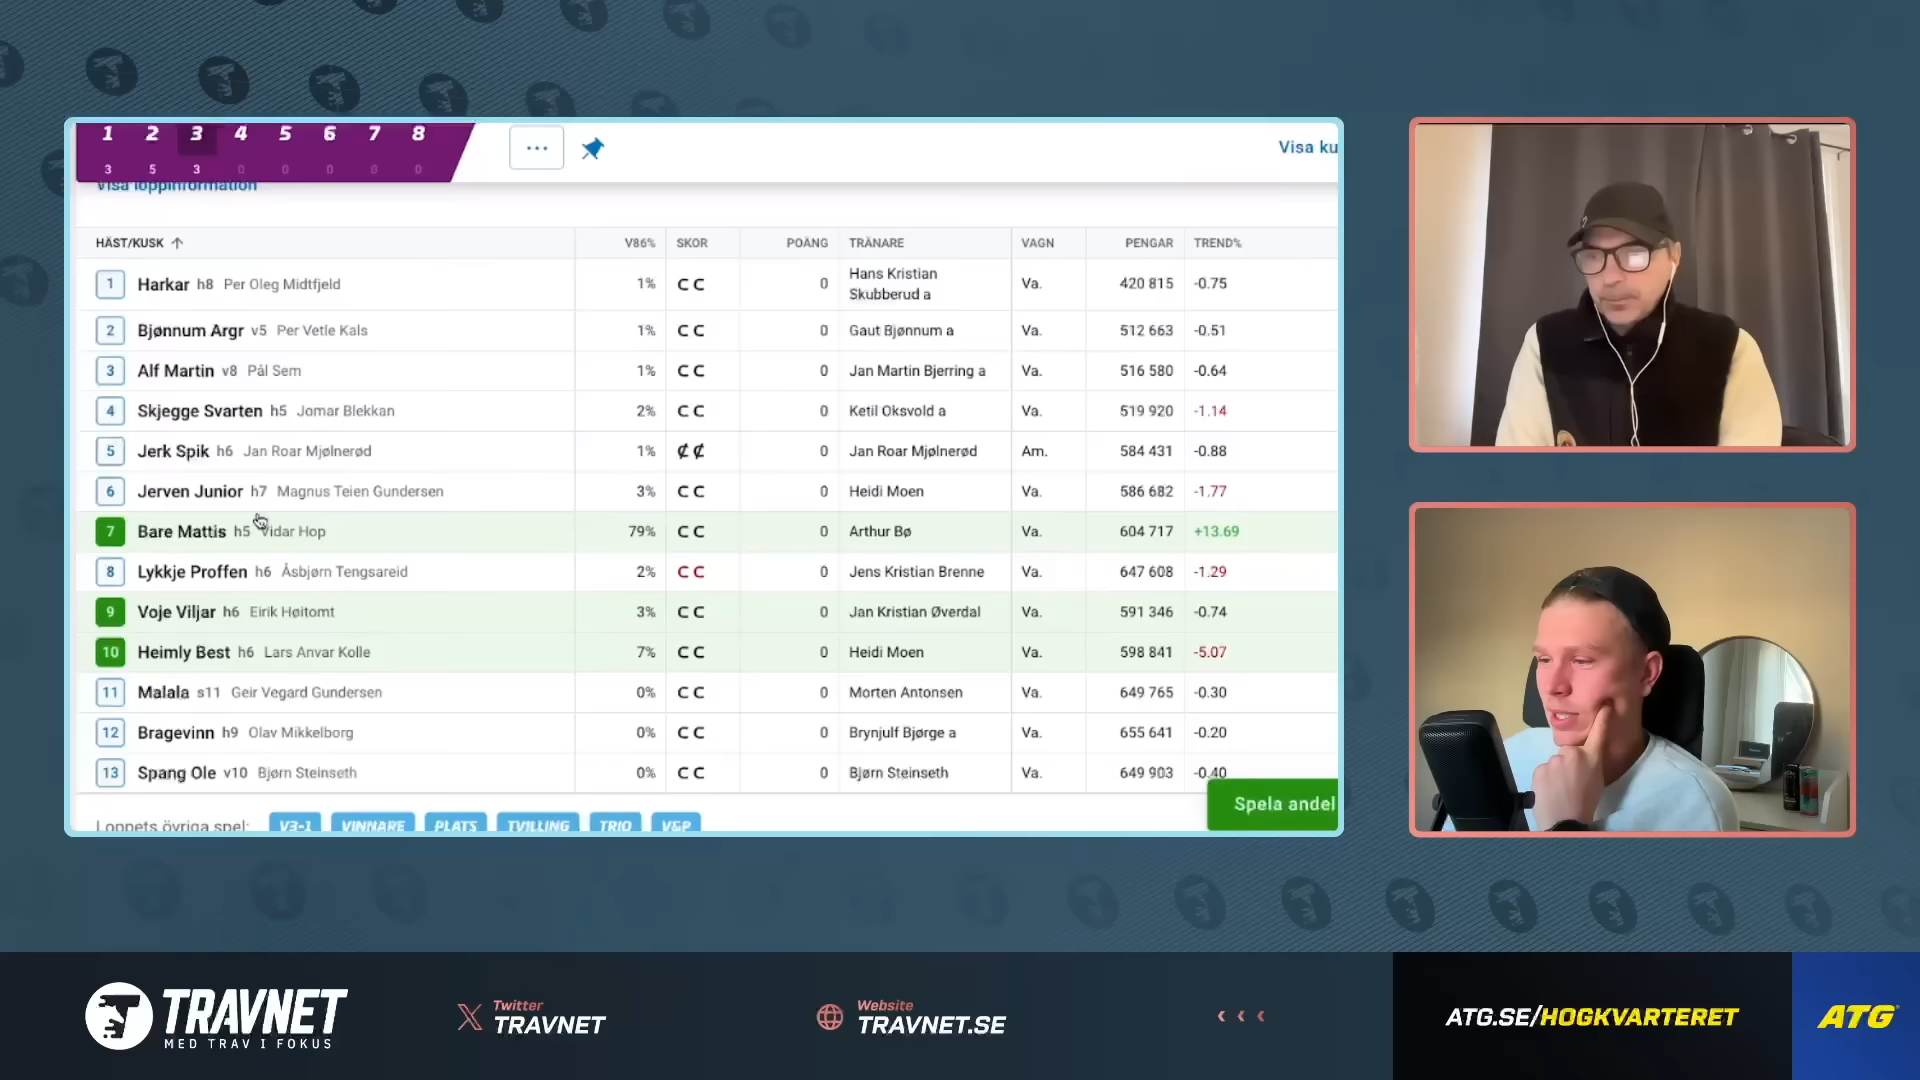 1 2 3 4 5 6 7 8
3 5 3 0 0 0 0 0
...
Visa ku
Visa loppinformation
HÄST/KUSK V86% SKOR POÄNG TRÄNARE VAGN PENGAR TREND%
1 Harkar h8 Per Oleg Midtfjeld 1% C C 0 Hans Kristian Skubberud a Va. 420 815 -0.75
2 Bjønnum Argr v5 Per Vetle Kals 1% C C 0 Gaut Bjønnum a Va. 512 663 -0.51
3 Alf Martin v8 Pål Sem 1% C C 0 Jan Martin Bjerring a Va. 516 580 -0.64
4 Skjegge Svarten h5 Jomar Blekkan 2% C C 0 Ketil Oksvold a Va. 519 920 -1.14
5 Jerk Spik h6 Jan Roar Mjølnerød 1% ₵ ₵ 0 Jan Roar Mjølnerød Am. 584 431 -0.88
6 Jerven Junior h7 Magnus Teien Gundersen 3% C C 0 Heidi Moen Va. 586 682 -1.77
7 Bare Mattis h5 Vidar Hop 79% C C 0 Arthur Bø Va. 604 717 +13.69
8 Lykkje Proffen h6 Åsbjørn Tengsareid 2% C C 0 Jens Kristian Brenne Va. 647 608 -1.29
9 Voje Viljar h6 Eirik Høitomt 3% C C 0 Jan Kristian Øverdal Va. 591 346 -0.74
10 Heimly Best h6 Lars Anvar Kolle 7% C C 0 Heidi Moen Va. 598 841 -5.07
11 Malala s11 Geir Vegard Gundersen 0% C C 0 Morten Antonsen Va. 649 765 -0.30
12 Bragevinn h9 Olav Mikkelborg 0% C C 0 Brynjulf Bjørge a Va. 655 641 -0.20
13 Spang Ole v10 Bjørn Steinseth 0% C C 0 Bjørn Steinseth Va. 649 903 -0.40
Spela andel
Loppets övriga spel: V3-1 VINNARE PLATS TVILLING TRIO V&P
TRAVNET
MED TRAV I FOKUS
Twitter
TRAVNET
Website
TRAVNET.SE
ATG.SE/HOGKVARTERET
ATG